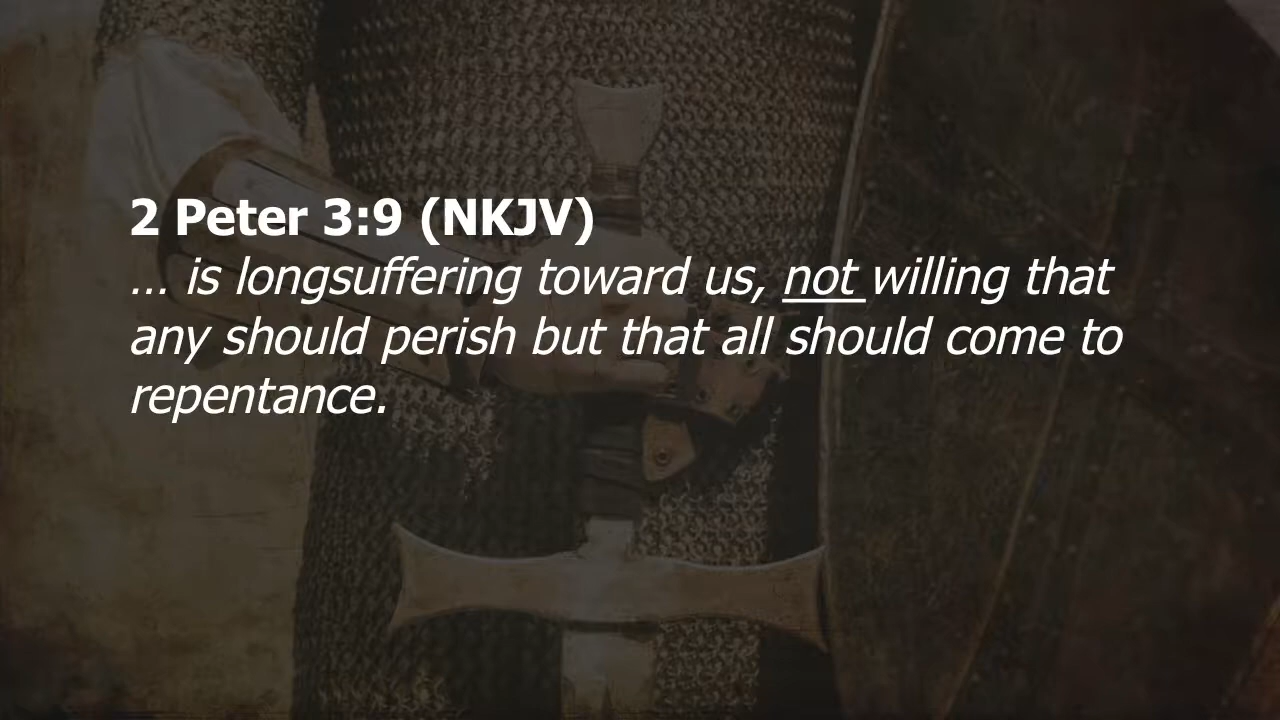 2 Peter 3:9 (NKJV)
… is longsuffering toward us, not willing that
any should perish but that all should come to
repentance.